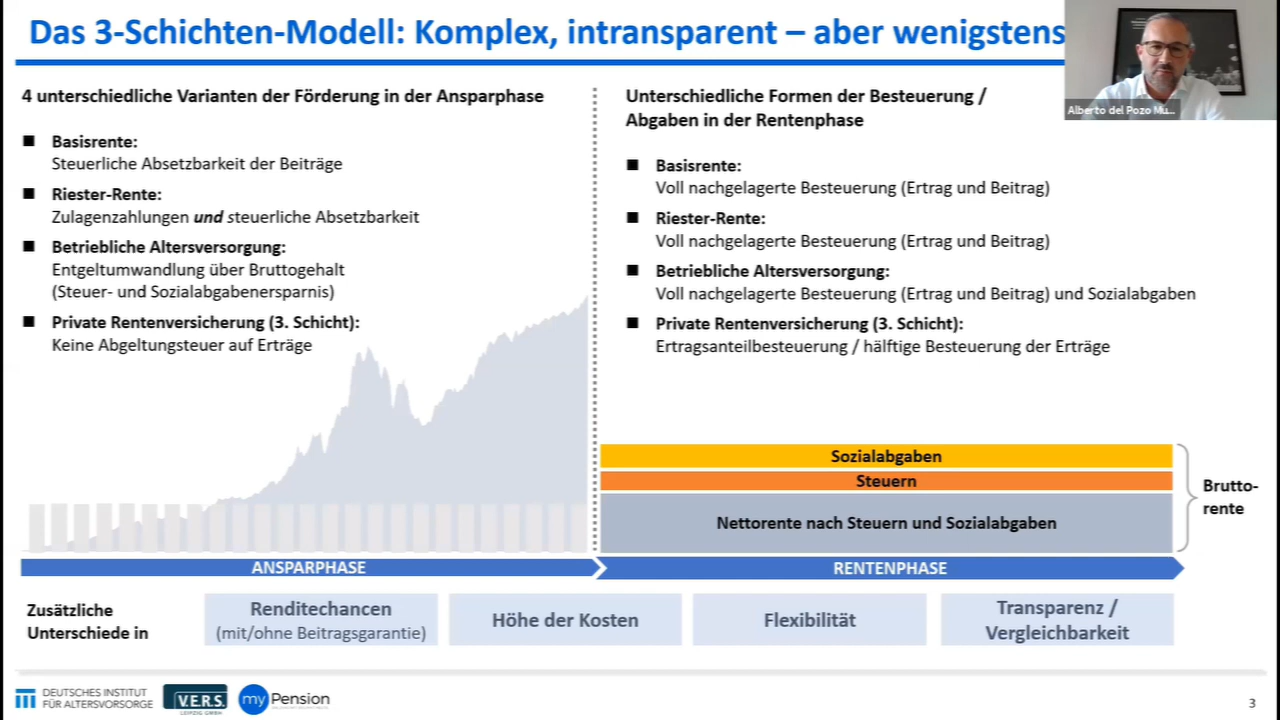 Das 3-Schichten-Modell: Komplex, intransparent – aber wenigstens
Alberto del Pozo Mu...
4 unterschiedliche Varianten der Förderung in der Ansparphase
Basisrente:
Steuerliche Absetzbarkeit der Beiträge
Riester-Rente:
Zulagenzahlungen und steuerliche Absetzbarkeit
Betriebliche Altersversorgung:
Entgeltumwandlung über Bruttogehalt
(Steuer- und Sozialabgabenersparnis)
Private Rentenversicherung (3. Schicht):
Keine Abgeltungsteuer auf Erträge
Unterschiedliche Formen der Besteuerung /
Abgaben in der Rentenphase
Basisrente:
Voll nachgelagerte Besteuerung (Ertrag und Beitrag)
Riester-Rente:
Voll nachgelagerte Besteuerung (Ertrag und Beitrag)
Betriebliche Altersversorgung:
Voll nachgelagerte Besteuerung (Ertrag und Beitrag) und Sozialabgaben
Private Rentenversicherung (3. Schicht):
Ertragsanteilbesteuerung / hälftige Besteuerung der Erträge
Sozialabgaben
Steuern
Nettorente nach Steuern und Sozialabgaben
Brutto-
rente
ANSPARPHASE
RENTENPHASE
Zusätzliche
Unterschiede in
Renditechancen
(mit/ohne Beitragsgarantie)
Höhe der Kosten
Flexibilität
Transparenz /
Vergleichbarkeit
DEUTSCHES INSTITUT
FÜR ALTERSVORSORGE
V.E.R.S.
LEIPZIG GMBH
myPension
3